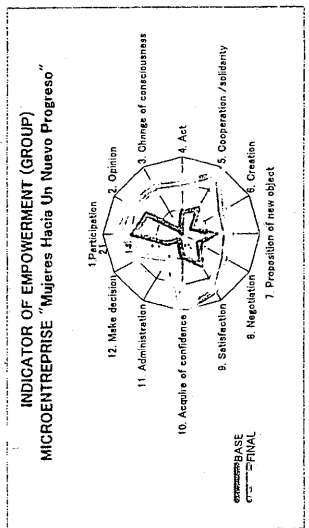 INDICATOR OF EMPOWERMENT (GROUP)
MICROENTREPRISE "Mujeres Hacia Un Nuevo Progreso"
1.Participation
21
14
2. Opinion
3. Change of consciousness
4. Act
5. Cooperation /solidarity
6. Creation
7. Proposition of new object
8. Negotiation
9. Satisfaction
10. Acquire of confidence
11. Administration
12. Make decision
BASE
FINAL